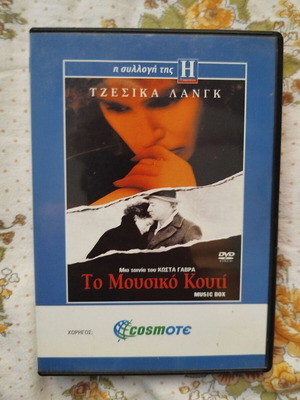 η συλλογή της Η
ΤΖΕΣΙΚΑ ΛΑΝΓΚ
DVD
Μια ταινία του ΚΩΣΤΑ ΓΑΒΡΑ
Το Μουσικό Κουτί
MUSIC BOX
ΧΟΡΗΓΟΣ:
COSMOTE